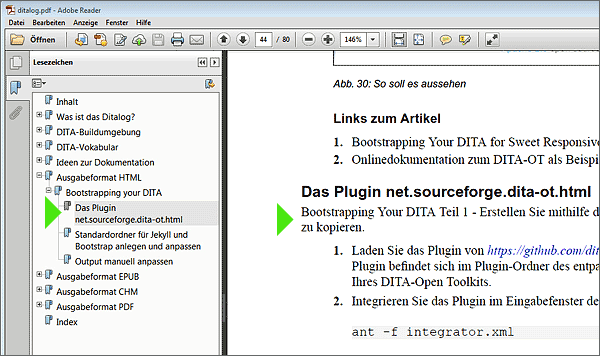 ditalog.pdf - Adobe Reader
Datei Bearbeiten Anzeige Fenster Hilfe
Öffnen 44 / 80 146%
Lesezeichen
Inhalt
Was ist das Ditalog?
DITA-Buildumgebung
DITA-Vokabular
Ideen zur Dokumentation
Ausgabeformat HTML
Bootstrapping your DITA
Das Plugin
net.sourceforge.dita-ot.html
Standardordner für Jekyll und
Bootstrap anlegen und anpassen
Output manuell anpassen
Ausgabeformat EPUB
Ausgabeformat CHM
Ausgabeformat PDF
Index
Abb. 30: So soll es aussehen
Links zum Artikel
1. Bootstrapping Your DITA for Sweet Responsive
2. Onlinedokumentation zum DITA-OT als Beispi
Das Plugin net.sourceforge.dita-ot.html
Bootstrapping Your DITA Teil 1 - Erstellen Sie mithilfe d
zu kopieren.
1. Laden Sie das Plugin von https://github.com/dit
Plugin befindet sich im Plugin-Ordner des entpa
Ihres DITA-Open Toolkits.
2. Integrieren Sie das Plugin im Eingabefenster de
ant -f integrator.xml